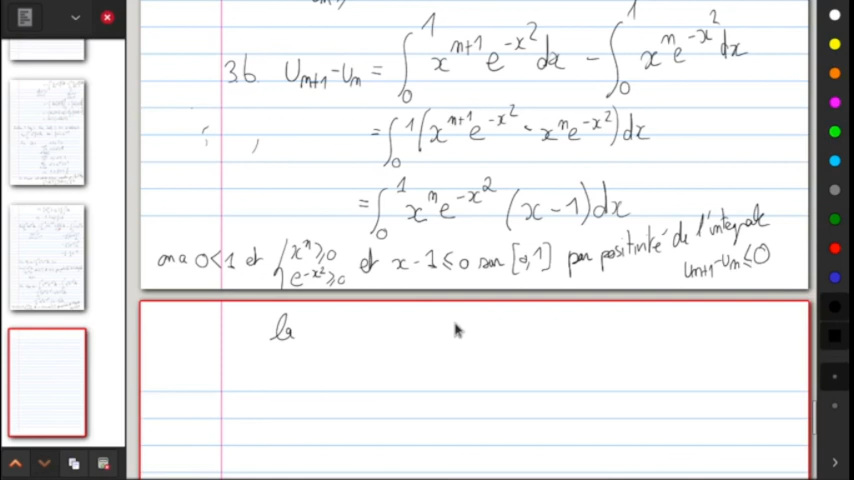 3.b. U_{n+1} - U_n = ∫_0^1 x^{n+1} e^{-x^2} dx - ∫_0^1 x^n e^{-x^2} dx
= ∫_0^1 (x^{n+1} e^{-x^2} - x^n e^{-x^2}) dx
= ∫_0^1 x^n e^{-x^2} (x-1) dx
on a 0<1 et { x^n ≥ 0 et x-1 ≤ 0 sur [0,1] par positivité de l'intégrale
e^{-x^2} ≥ 0 u_{n+1} - u_n ≤ 0
la